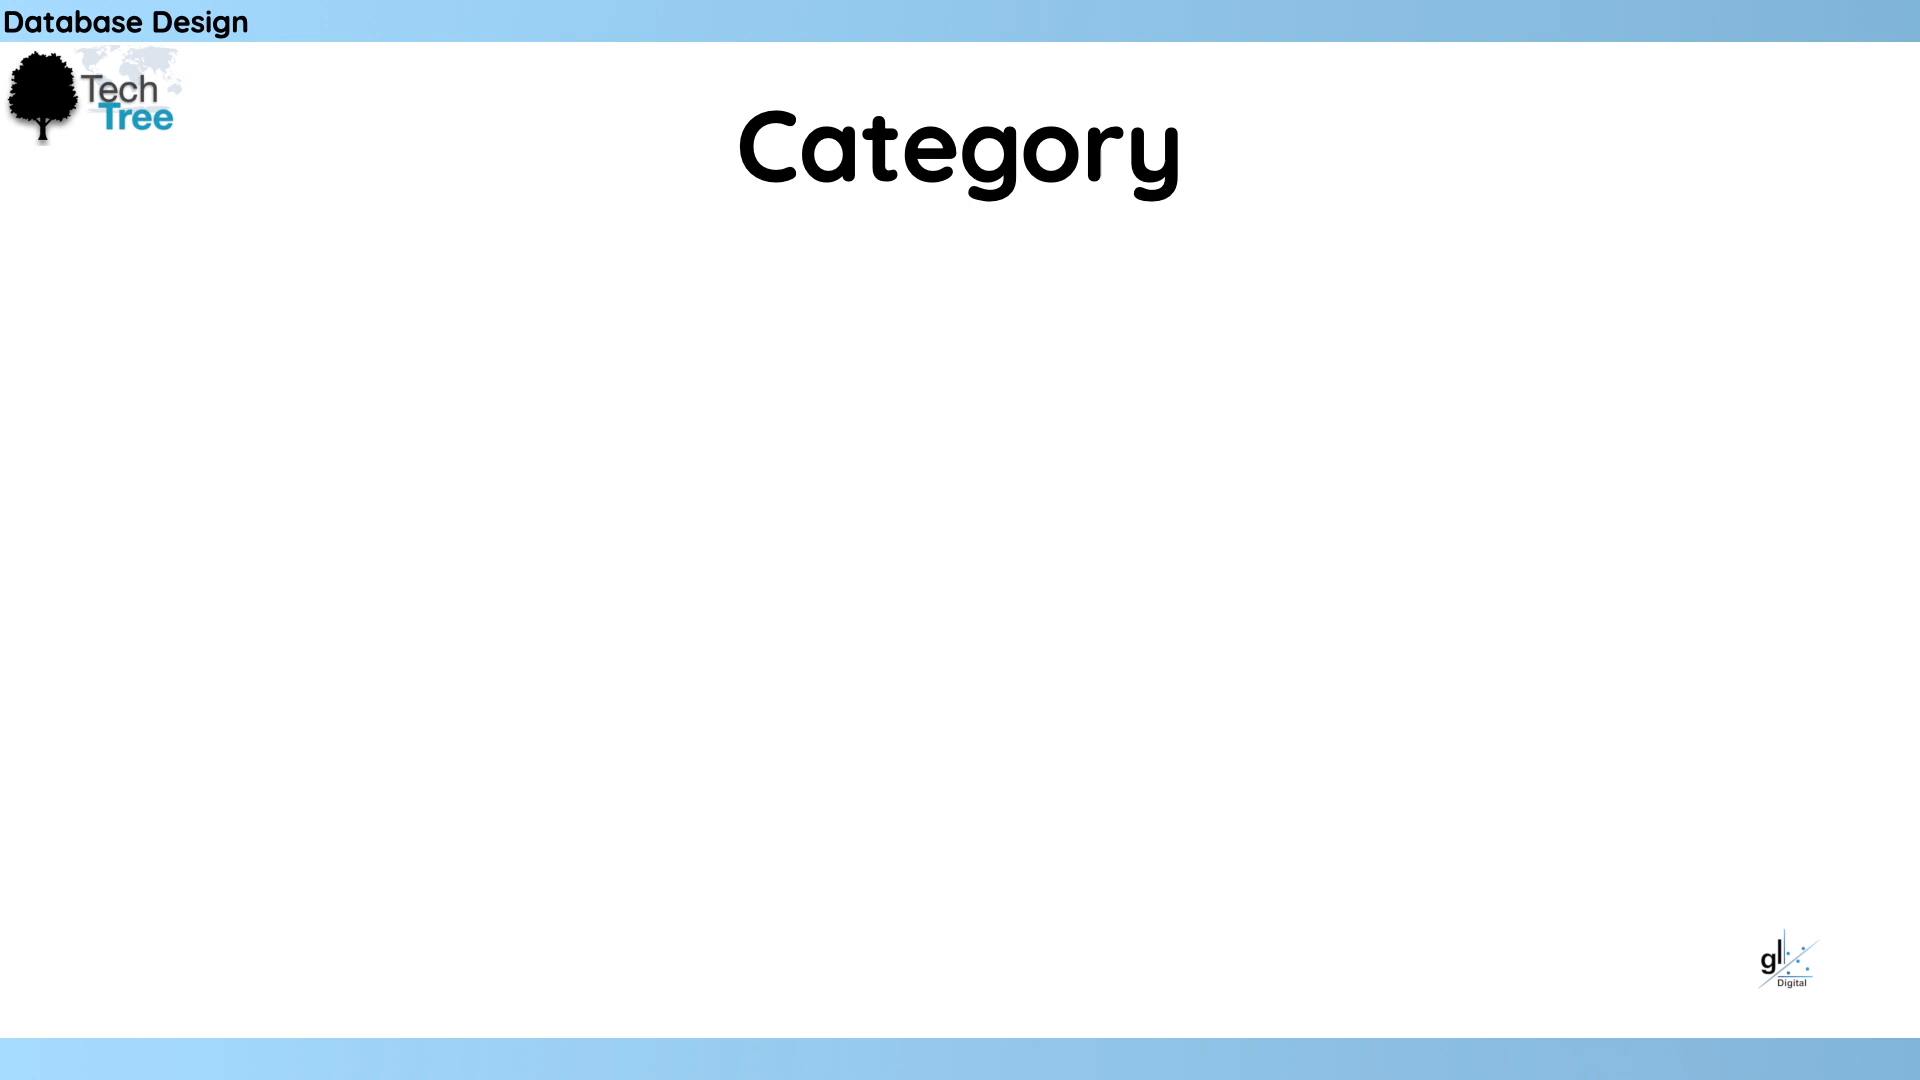 Database Design
Tech
Tree
Category
gl
Digital